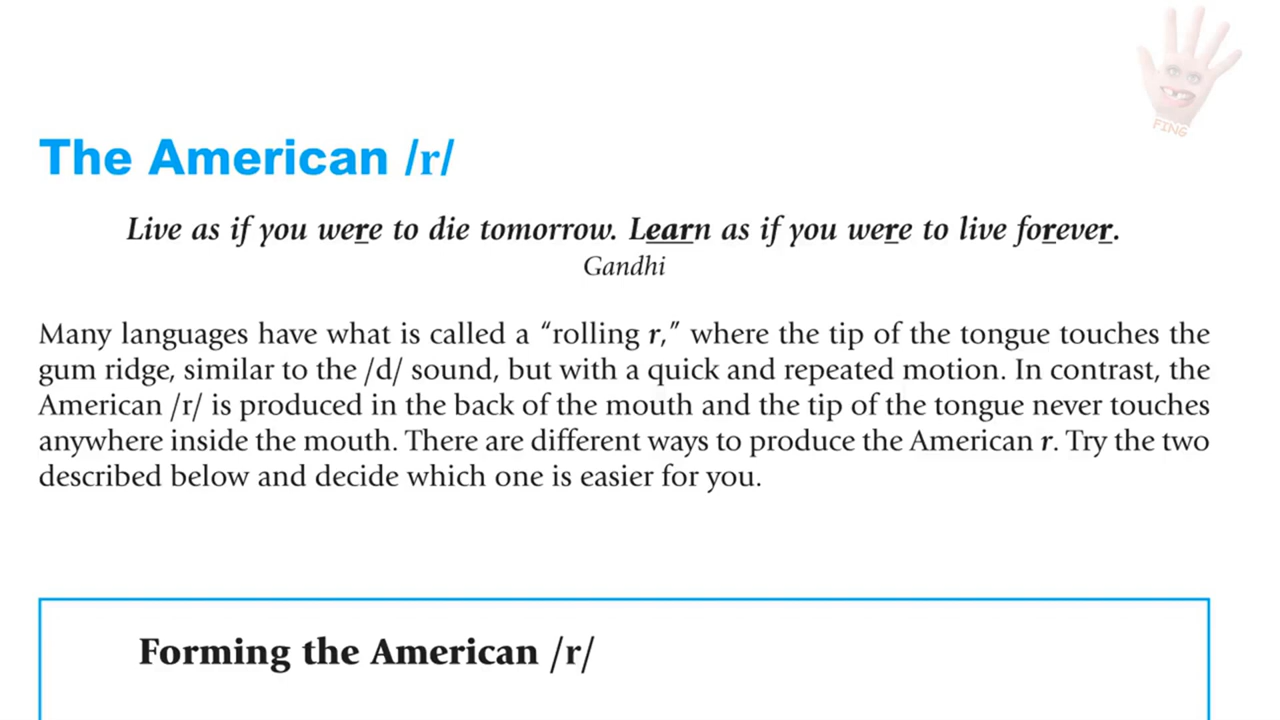 FING
The American /r/
Live as if you were to die tomorrow. Learn as if you were to live forever.
Gandhi
Many languages have what is called a “rolling r,” where the tip of the tongue touches the
gum ridge, similar to the /d/ sound, but with a quick and repeated motion. In contrast, the
American /r/ is produced in the back of the mouth and the tip of the tongue never touches
anywhere inside the mouth. There are different ways to produce the American r. Try the two
described below and decide which one is easier for you.
Forming the American /r/